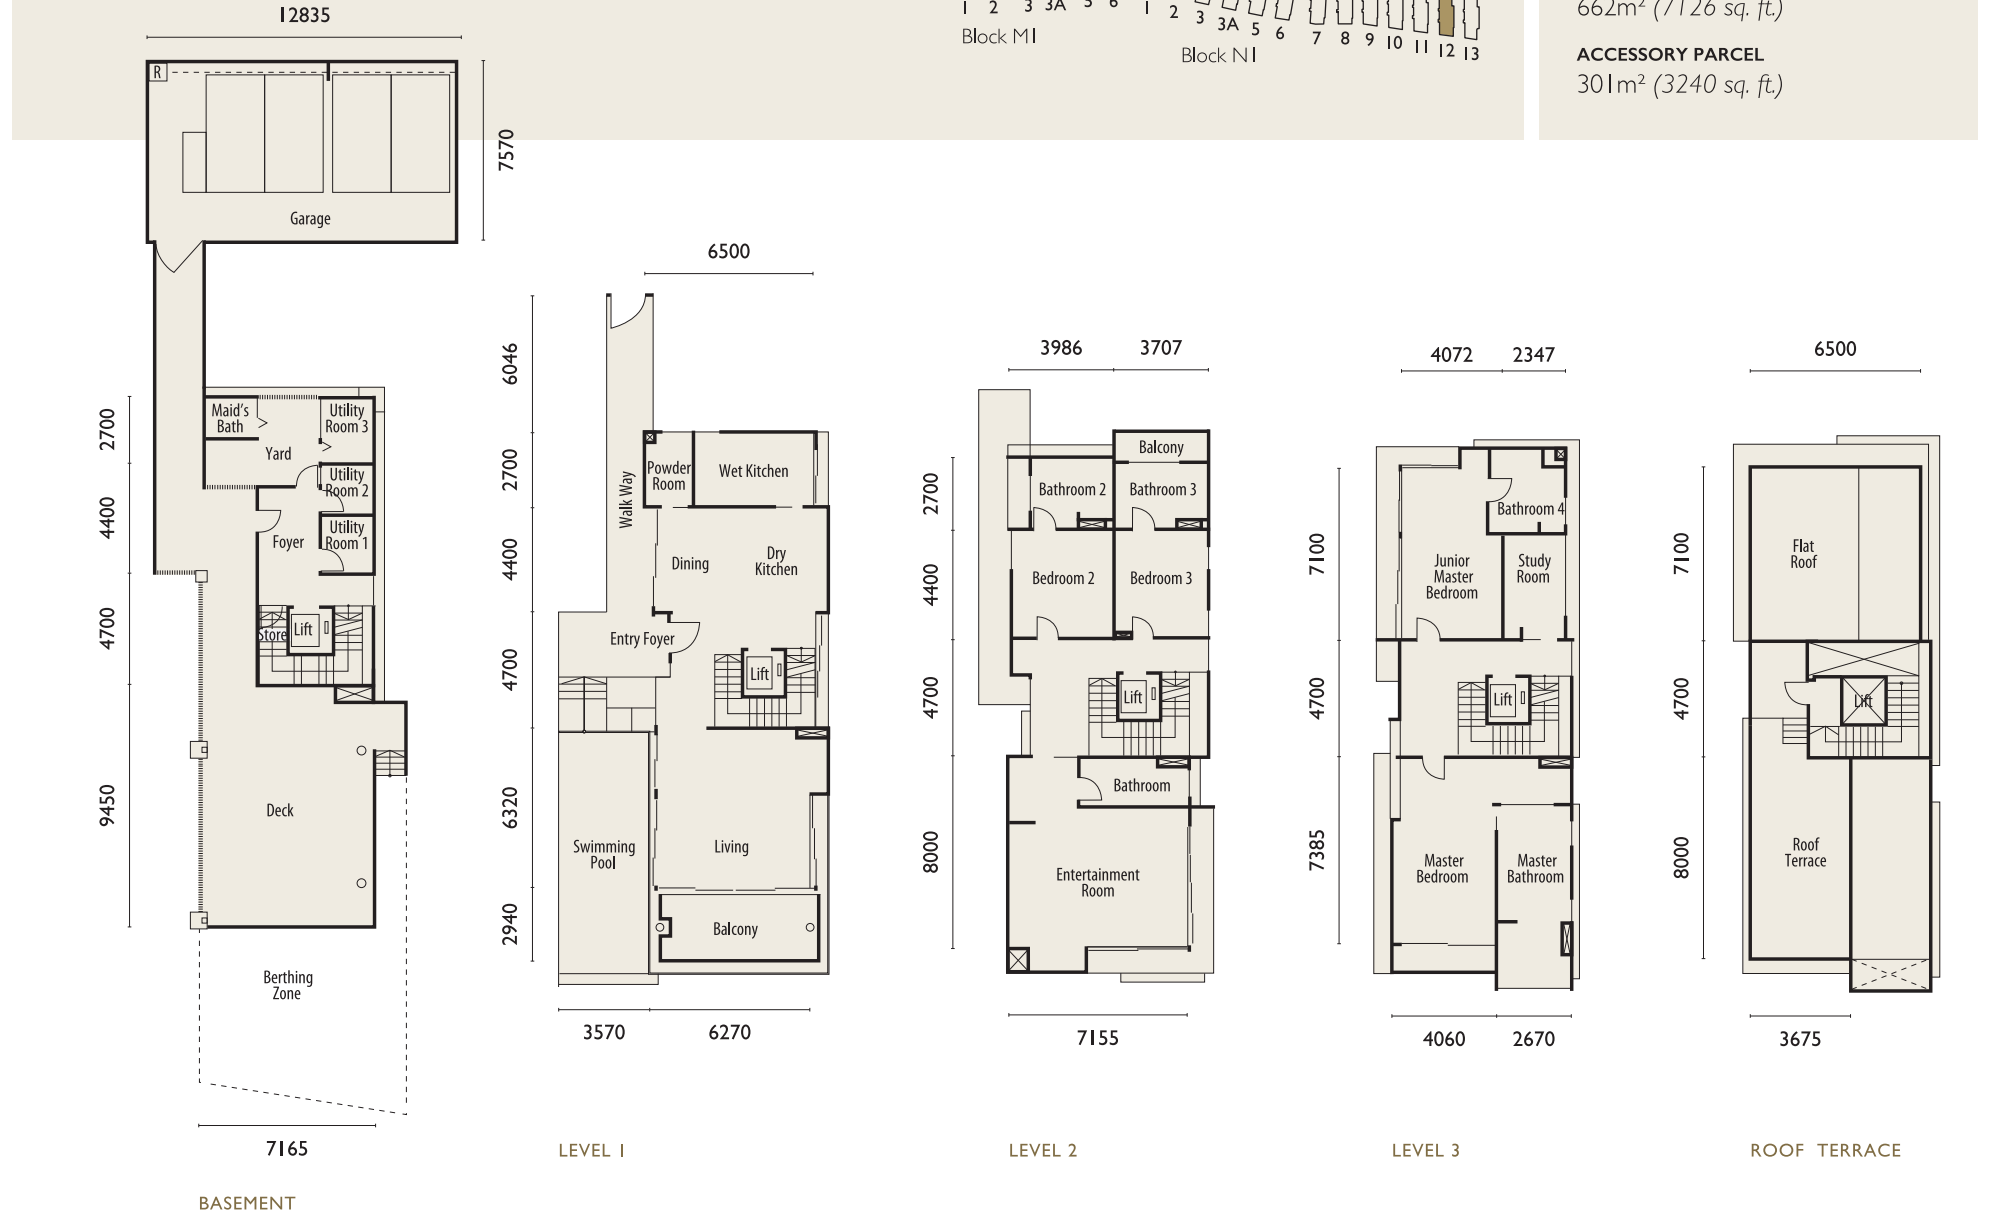 12835
R
7570
Garage
2700
4400
4700
9450
Maid's
Bath
Utility
Room 3
Yard
Utility
Room 2
Utility
Room 1
Foyer
Store
Lift
Deck
Berthing
Zone
7165
BASEMENT
1 2 3 3A 5 6
Block M1
1 2 3 3A 5 6 7 8 9 10 11 12 13
Block N1
662m² (7126 sq. ft.)
ACCESSORY PARCEL
301m² (3240 sq. ft.)
6500
6046
2700
4400
4700
6320
2940
Walk Way
Powder
Room
Wet Kitchen
Dining
Dry
Kitchen
Entry Foyer
Lift
Swimming
Pool
Living
Balcony
3570
6270
LEVEL 1
3986
3707
2700
4400
4700
8000
Balcony
Bathroom 2
Bathroom 3
Bedroom 2
Bedroom 3
Lift
Bathroom
Entertainment
Room
7155
LEVEL 2
4072
2347
7100
4700
7385
Bathroom 4
Junior
Master
Bedroom
Study
Room
Lift
Master
Bedroom
Master
Bathroom
4060
2670
LEVEL 3
6500
7100
4700
8000
Flat
Roof
Lift
Roof
Terrace
3675
ROOF TERRACE